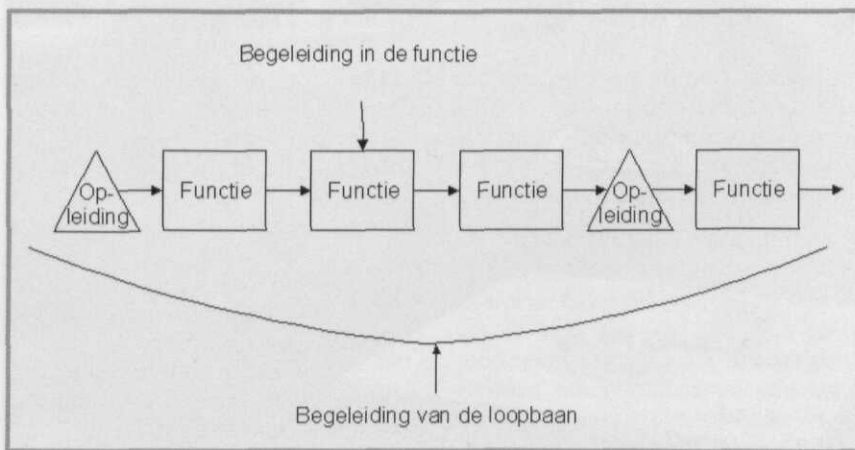 Begeleiding in de functie
Op-
leiding
Functie
Functie
Functie
Op-
leiding
Functie
Begeleiding van de loopbaan